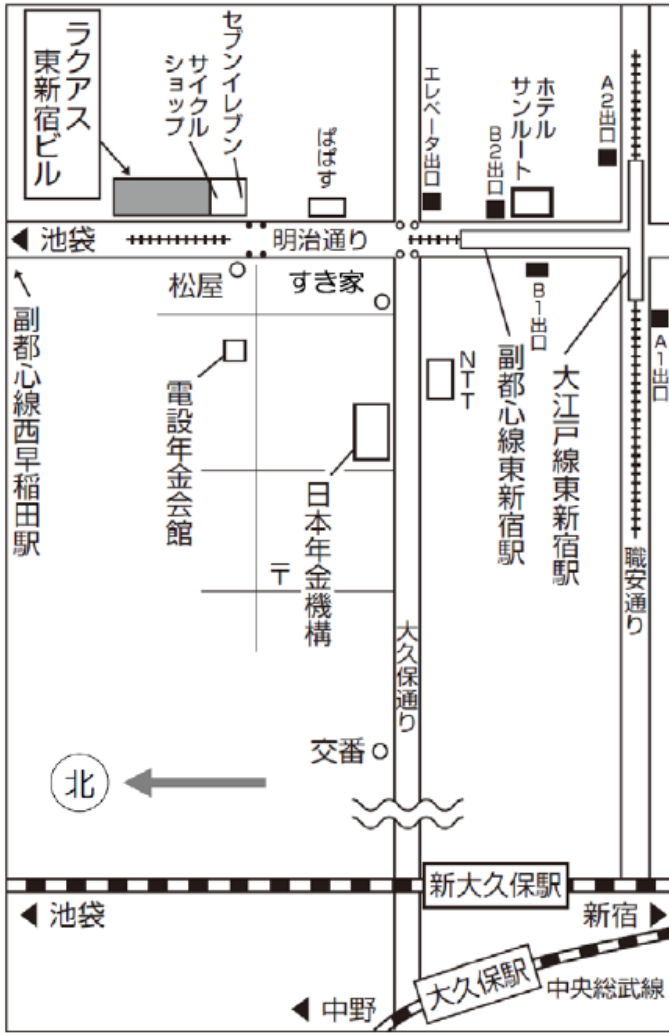 ラクアス
東新宿ビル
セブンイレブン
サイクル
ショップ
ぱぱす
エレベータ出口
B2出口
ホテル
サンルート
A2出口
池袋
明治通り
松屋
すき家
B1出口
A1出口
副都心線西早稲田駅
電設年金会館
日本年金機構
〒
NTT
副都心線東新宿駅
大江戸線東新宿駅
職安通り
大久保通り
交番
北
新大久保駅
池袋
新宿
大久保駅
中央総武線
中野